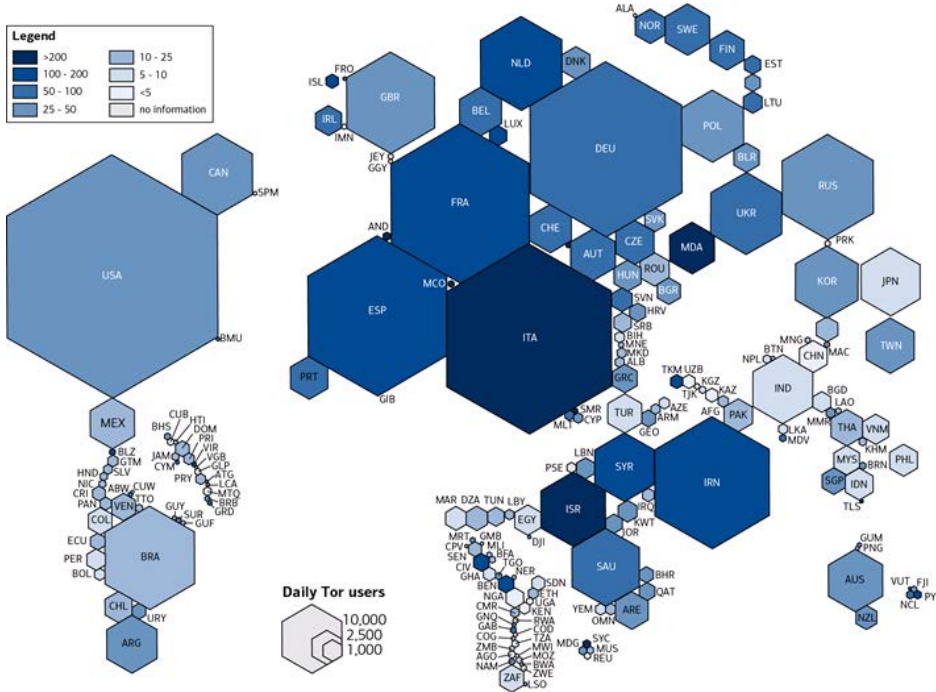 Legend
>200
100 - 200
50 - 100
25 - 50
10 - 25
5 - 10
<5
no information
ALA
NOR
SWE
FIN
EST
LTU
ISL
FRO
GBR
IRL
IMN
JEY
GGY
NLD
DNK
BEL
LUX
DEU
POL
BLR
RUS
UKR
PRK
CAN
SPM
USA
BMU
FRA
AND
MCO
CHE
AUT
CZE
SVK
HUN
ROU
MDA
BGR
SVN
HRV
SRB
BIH
MNE
MKD
ALB
GRC
ESP
PRT
GIB
ITA
SMR
MLT
CYP
KOR
JPN
TWN
MNG
MAC
CHN
BTN
NPL
IND
BGD
LAO
MMR
THA
VNM
KHM
LKA
MDV
MYS
BRN
SGP
IDN
PHL
TLS
TKM
UZB
TJK
KGZ
KAZ
AFG
PAK
TUR
AZE
ARM
GEO
MEX
BLZ
GTM
SLV
HND
NIC
CRI
PAN
CUB
BHS
HTI
DOM
PRI
VIR
VGB
GLP
ATG
LCA
MTQ
BRB
GRD
JAM
CYM
PRY
ABW
CUW
VEN
TTO
GUY
SUR
GUF
COL
ECU
PER
BOL
BRA
CHL
URY
ARG
PSE
LBN
SYR
IRN
IRQ
KWT
JOR
ISR
SAU
BHR
QAT
YEM
OMN
ARE
MAR
DZA
TUN
LBY
EGY
DJI
MRT
CPV
SEN
CIV
GHA
GMB
MLI
BFA
TGO
BEN
NER
NGA
SDN
ETH
UGA
KEN
CMR
GNQ
GAB
COG
ZMB
AGO
NAM
RWA
COD
TZA
MWI
MOZ
BWA
ZWE
ZAF
LSO
MDG
SYC
MUS
REU
GUM
PNG
AUS
NZL
VUT
FJI
NCL
PY
Daily Tor users
10,000
2,500
1,000